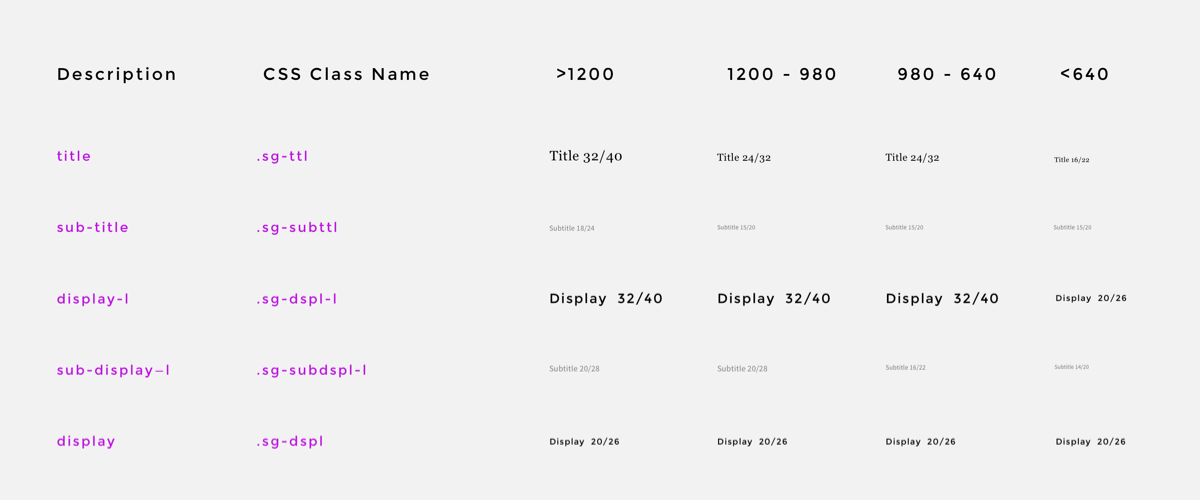 Description CSS Class Name >1200 1200 - 980 980 - 640 <640
title .sg-ttl Title 32/40 Title 24/32 Title 24/32 Title 16/22
sub-title .sg-subttl Subtitle 18/24 Subtitle 15/20 Subtitle 15/20 Subtitle 15/20
display-l .sg-dspl-l Display 32/40 Display 32/40 Display 32/40 Display 20/26
sub-display–l .sg-subdspl-l Subtitle 20/28 Subtitle 20/28 Subtitle 16/22 Subtitle 14/20
display .sg-dspl Display 20/26 Display 20/26 Display 20/26 Display 20/26